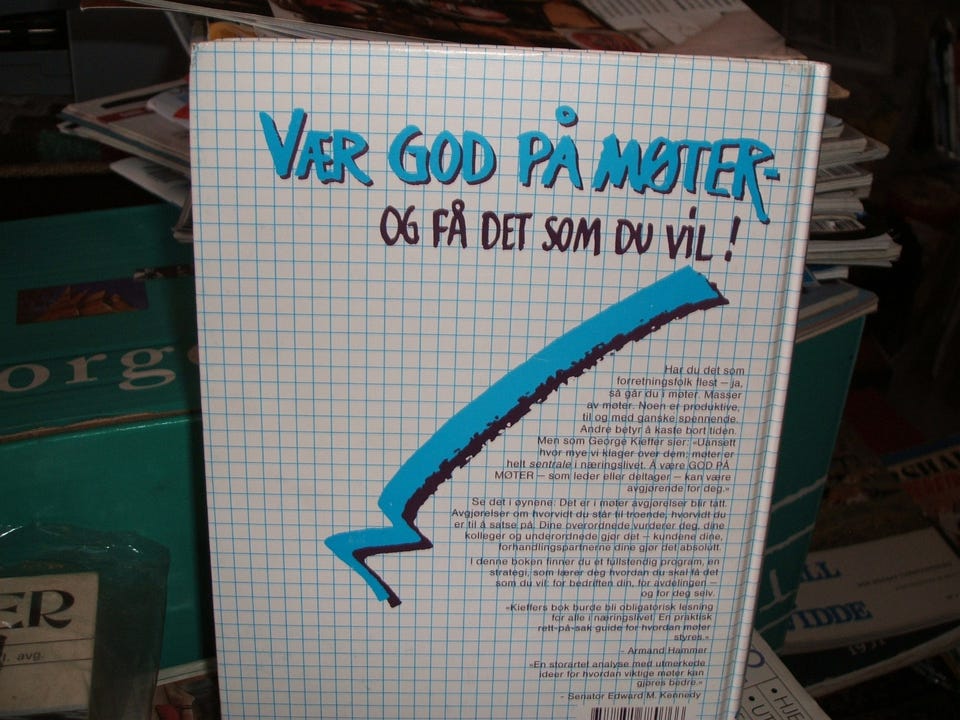 VÆR GOD PÅ MØTER-
OG FÅ DET SOM DU VIL!
Har du det som
forretningsfolk flest – ja,
så går du i møter. Masser
av møter. Noen er produktive,
til og med ganske spennende.
Andre betyr å kaste bort tiden.
Men som George Kieffer sier: «Uansett
hvor mye vi klager over dem: møter er
helt sentrale i næringslivet. Å være GOD PÅ
MØTER – som leder eller deltager – kan være
avgjørende for deg.»
Se det i øynene: Det er i møter avgjørelser blir tatt.
Avgjørelser om hvorvidt du står til troende, hvorvidt du
er til å satse på. Dine overordnede vurderer deg, dine
kolleger og underordnede gjør det – kundene dine,
forhandlingspartnerne dine gjør det absolutt.
I denne boken finner du et fullstendig program, en
strategi, som lærer deg hvordan du skal få det
som du vil: for bedriften din, for avdelingen –
og for deg selv.
«Kieffers bok burde bli obligatorisk lesning
for alle i næringslivet. En praktisk
rett-på-sak guide for hvordan møter
styres.»
- Armand Hammer
«En storartet analyse med utmerkede
ideer for hvordan viktige møter kan
gjøres bedre.»
- Senator Edward M. Kennedy
orge
ER
avg.
LL
VIDDE